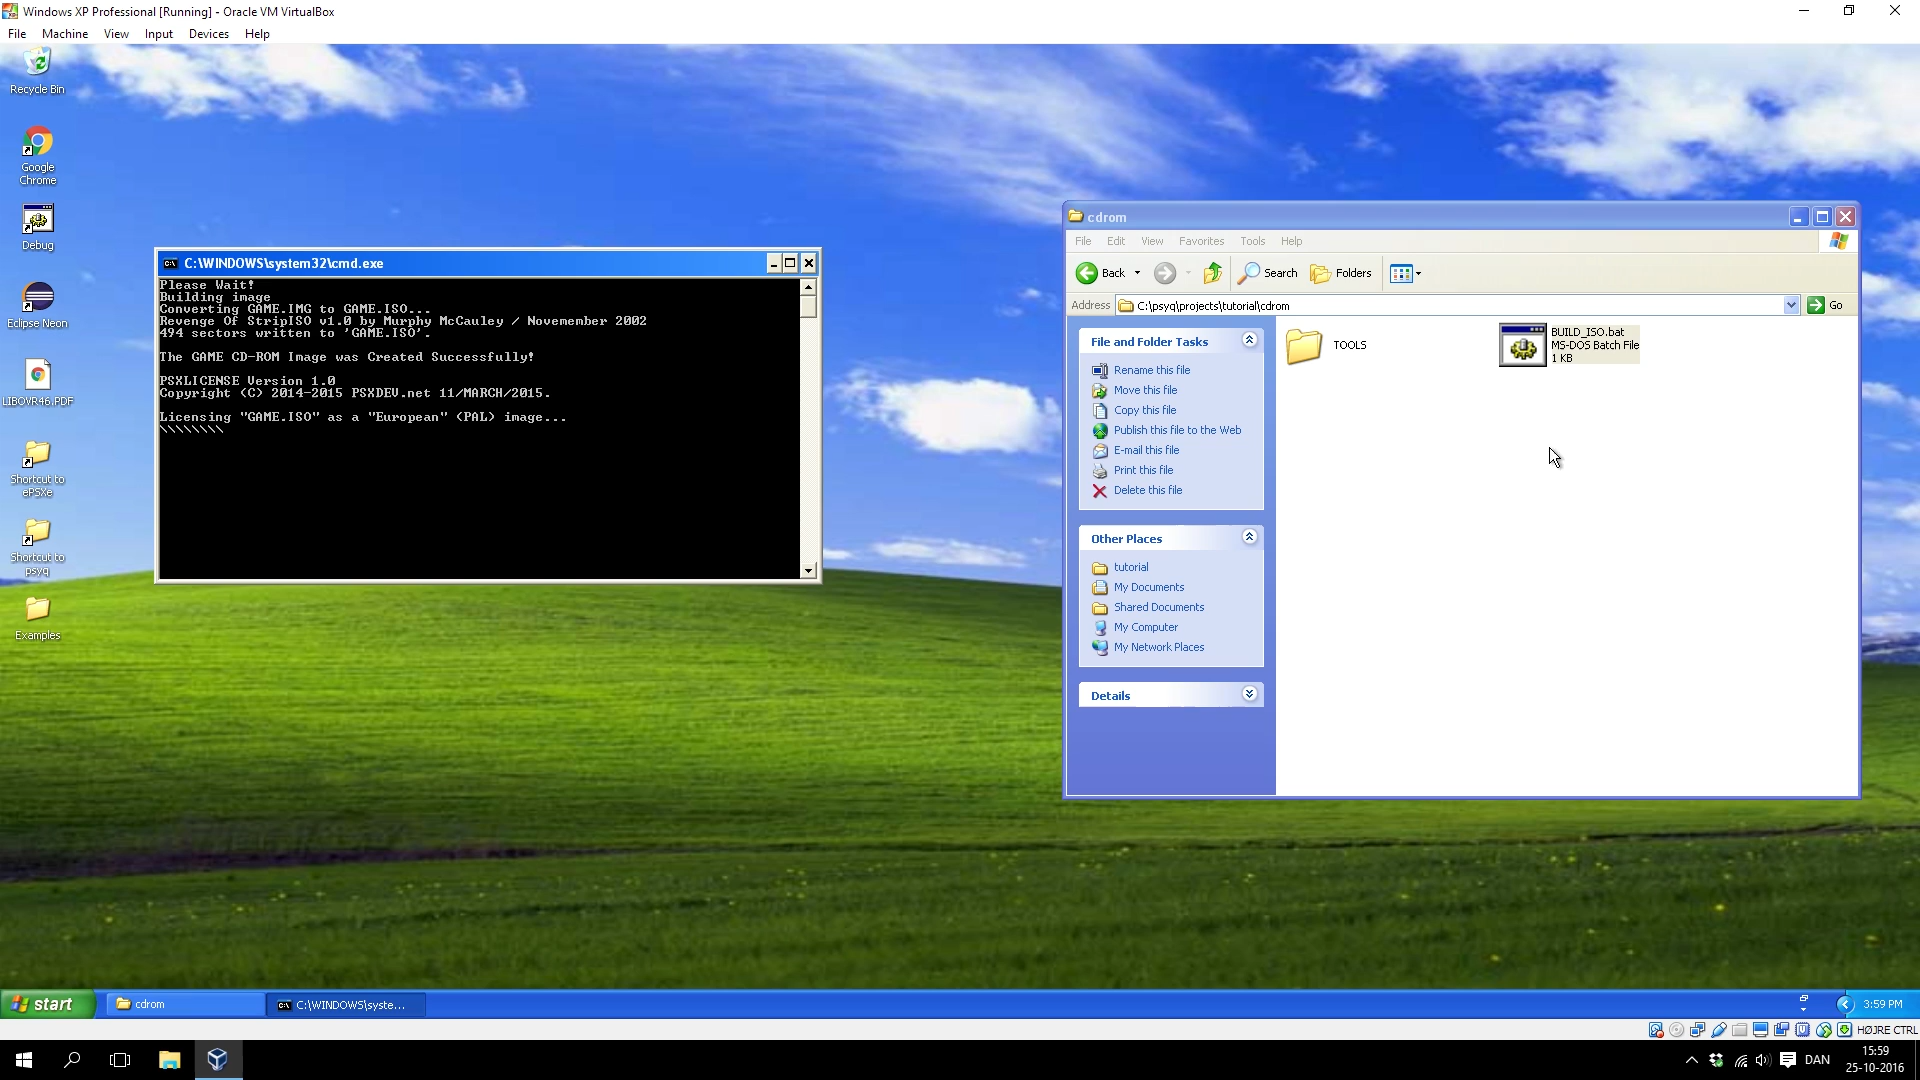 Windows XP Professional [Running] - Oracle VM VirtualBox
File Machine View Input Devices Help
Recycle Bin
Google
Chrome
Debug
Eclipse Neon
LIBOVR46.PDF
Shortcut to
ePSXe
Shortcut to
psyq
Examples
C:\WINDOWS\system32\cmd.exe
Please Wait!
Building image
Converting GAME.IMG to GAME.ISO...
Revenge Of StripISO v1.0 by Murphy McCauley / Novemember 2002
494 sectors written to 'GAME.ISO'.
The GAME CD-ROM Image was Created Successfully!
PSXLICENSE Version 1.0
Copyright (C) 2014-2015 PSXDEV.net 11/MARCH/2015.
Licensing "GAME.ISO" as a "European" (PAL) image...
\\\\\\\\
cdrom
File Edit View Favorites Tools Help
Back Search Folders
Address C:\psyq\projects\tutorial\cdrom Go
File and Folder Tasks
Rename this file
Move this file
Copy this file
Publish this file to the Web
E-mail this file
Print this file
Delete this file
Other Places
tutorial
My Documents
Shared Documents
My Computer
My Network Places
Details
TOOLS
BUILD_ISO.bat
MS-DOS Batch File
1 KB
start cdrom C:\WINDOWS\syste... 3:59 PM
HØJRE CTRL
DAN
15:59
25-10-2016